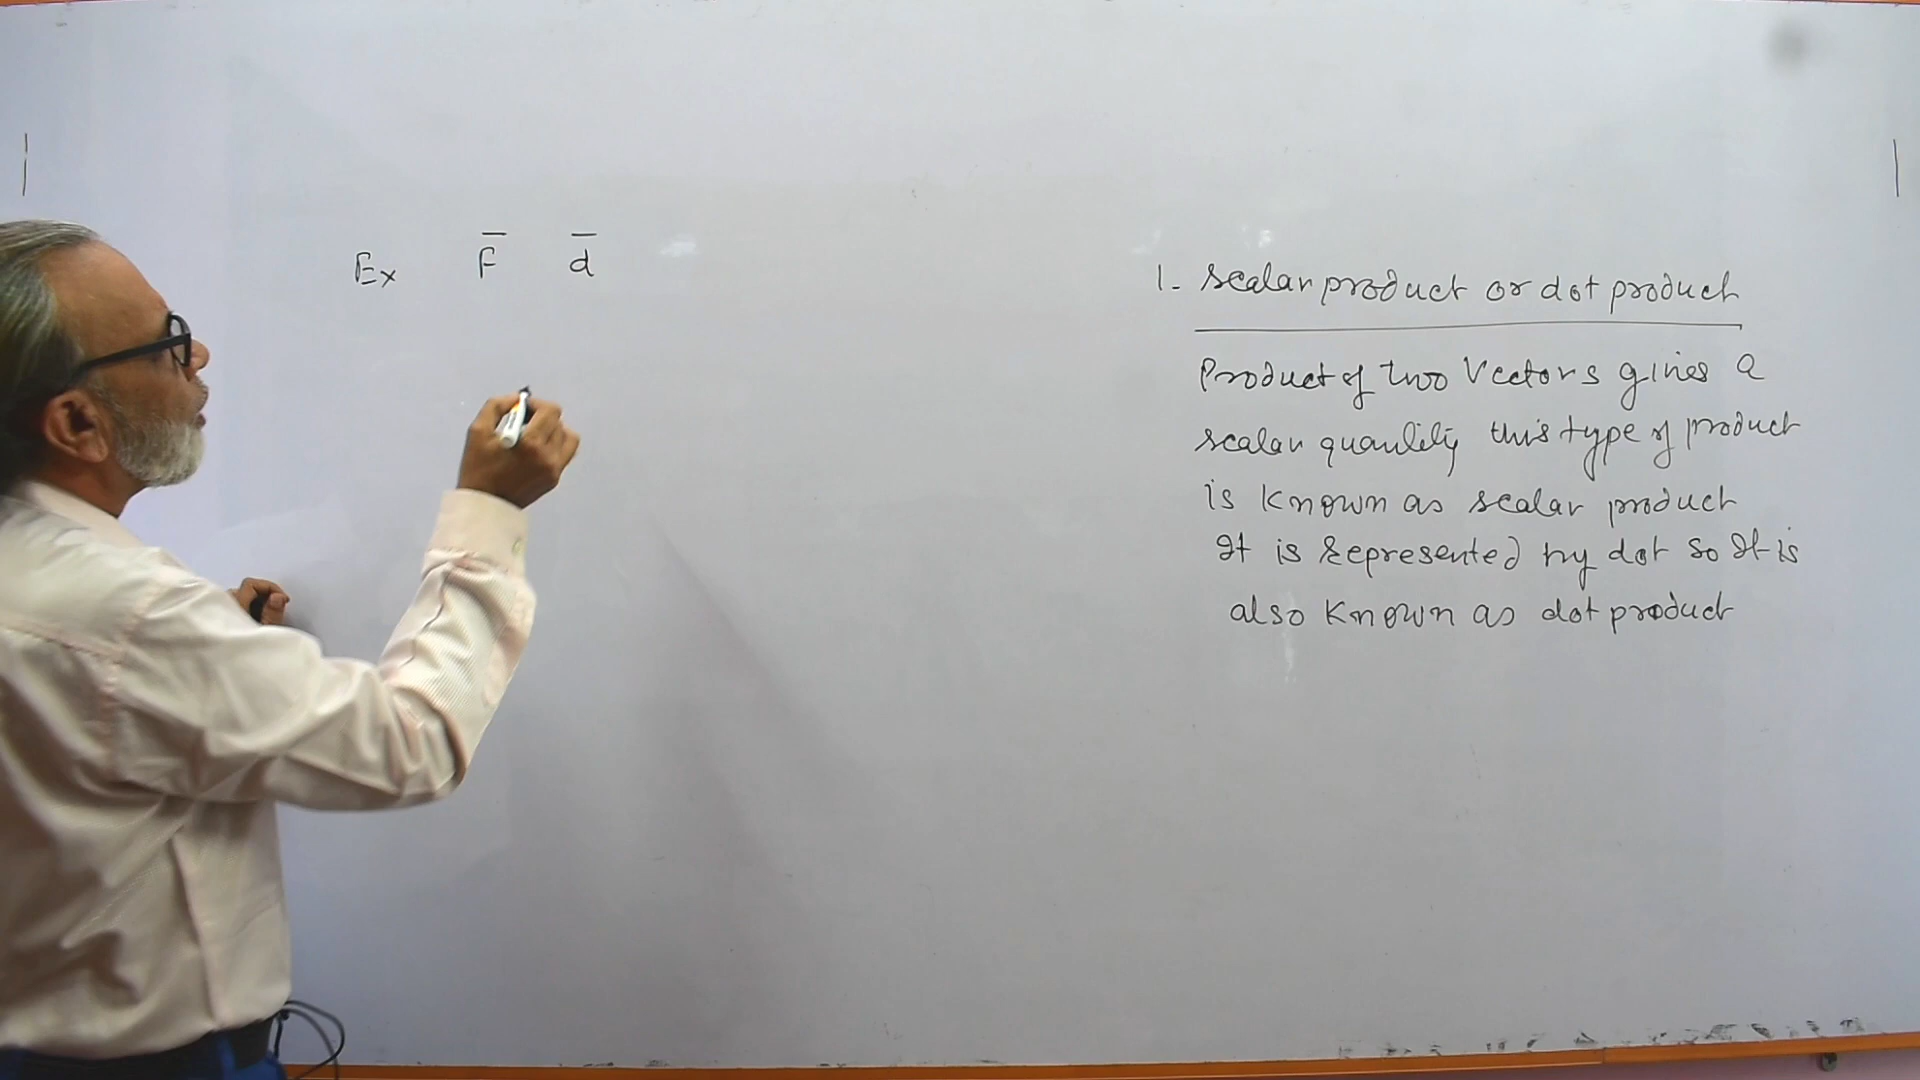 Ex F̅ d̅
1- scalar product or dot product
Product of two Vectors gives a
scalar quantity this type of product
is known as scalar product
It is represented by dot so It is
also known as dot product